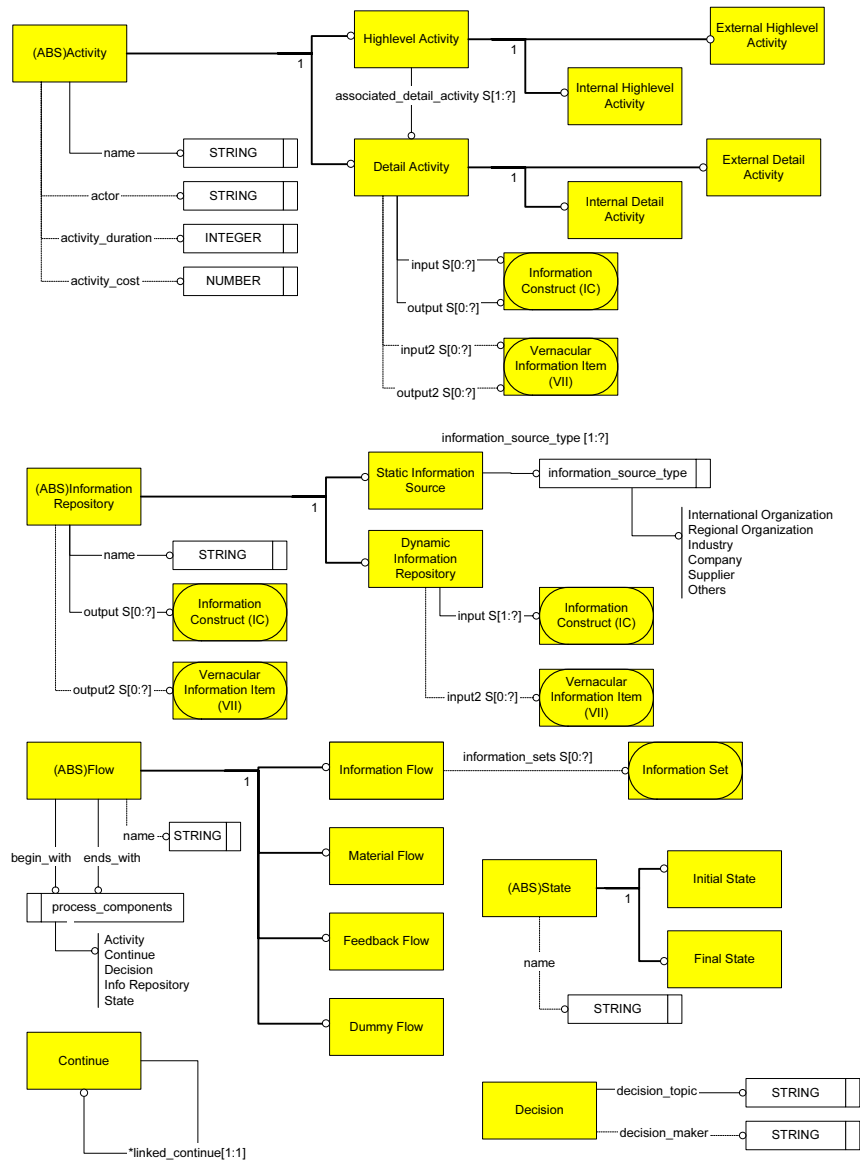 (ABS)Activity
name
STRING
actor
STRING
activity_duration
INTEGER
activity_cost
NUMBER
1
Highlevel Activity
associated_detail_activity S[1:?]
Detail Activity
1
External Highlevel
Activity
Internal Highlevel
Activity
1
External Detail
Activity
Internal Detail
Activity
input S[0:?]
output S[0:?]
Information
Construct (IC)
input2 S[0:?]
output2 S[0:?]
Vernacular
Information Item
(VII)
(ABS)Information
Repository
1
name
STRING
output S[0:?]
Information
Construct (IC)
output2 S[0:?]
Vernacular
Information Item
(VII)
Static Information
Source
information_source_type [1:?]
information_source_type
International Organization
Regional Organization
Industry
Company
Supplier
Others
Dynamic
Information
Repository
input S[1:?]
Information
Construct (IC)
input2 S[0:?]
Vernacular
Information Item
(VII)
(ABS)Flow
1
name
STRING
begin_with
ends_with
process_components
Activity
Continue
Decision
Info Repository
State
Information Flow
information_sets S[0:?]
Information Set
Material Flow
Feedback Flow
Dummy Flow
(ABS)State
1
name
STRING
Initial State
Final State
Continue
*linked_continue[1:1]
Decision
decision_topic
STRING
decision_maker
STRING